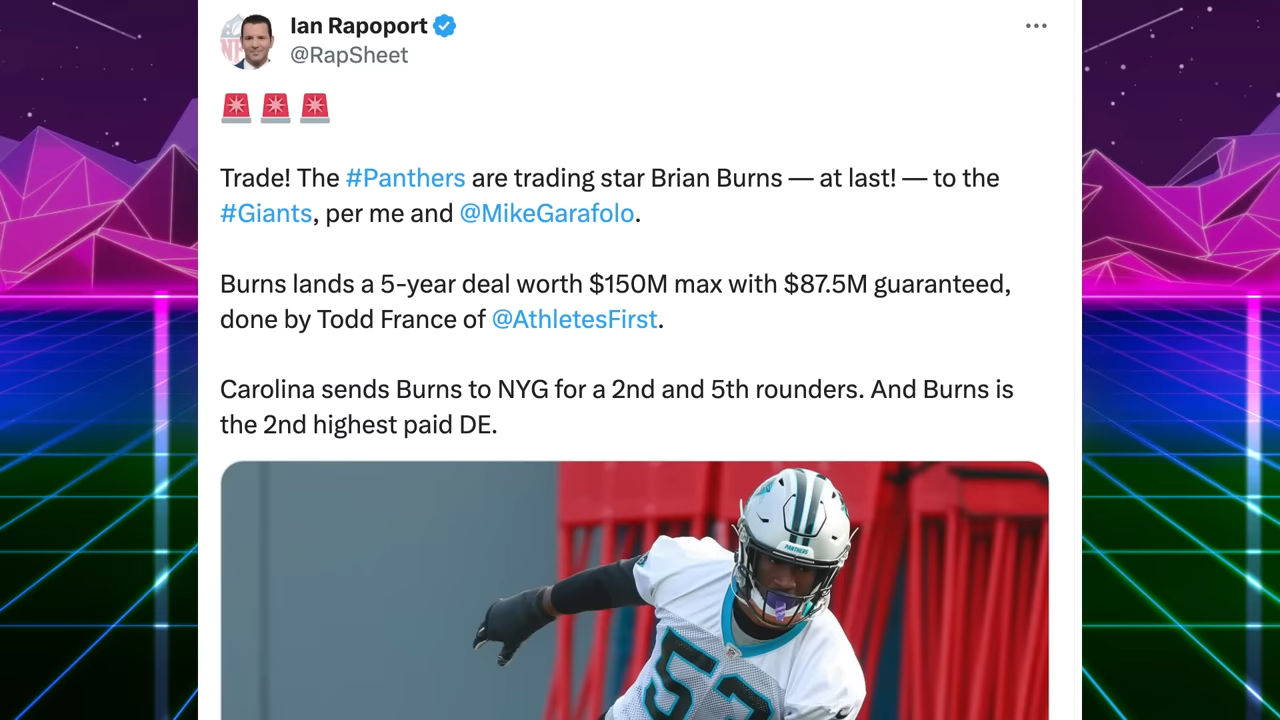 Ian Rapoport
@RapSheet
🚨 🚨 🚨
Trade! The #Panthers are trading star Brian Burns — at last! — to the
#Giants, per me and @MikeGarafolo.
Burns lands a 5-year deal worth $150M max with $87.5M guaranteed,
done by Todd France of @AthletesFirst.
Carolina sends Burns to NYG for a 2nd and 5th rounders. And Burns is
the 2nd highest paid DE.
PANTHERS
53